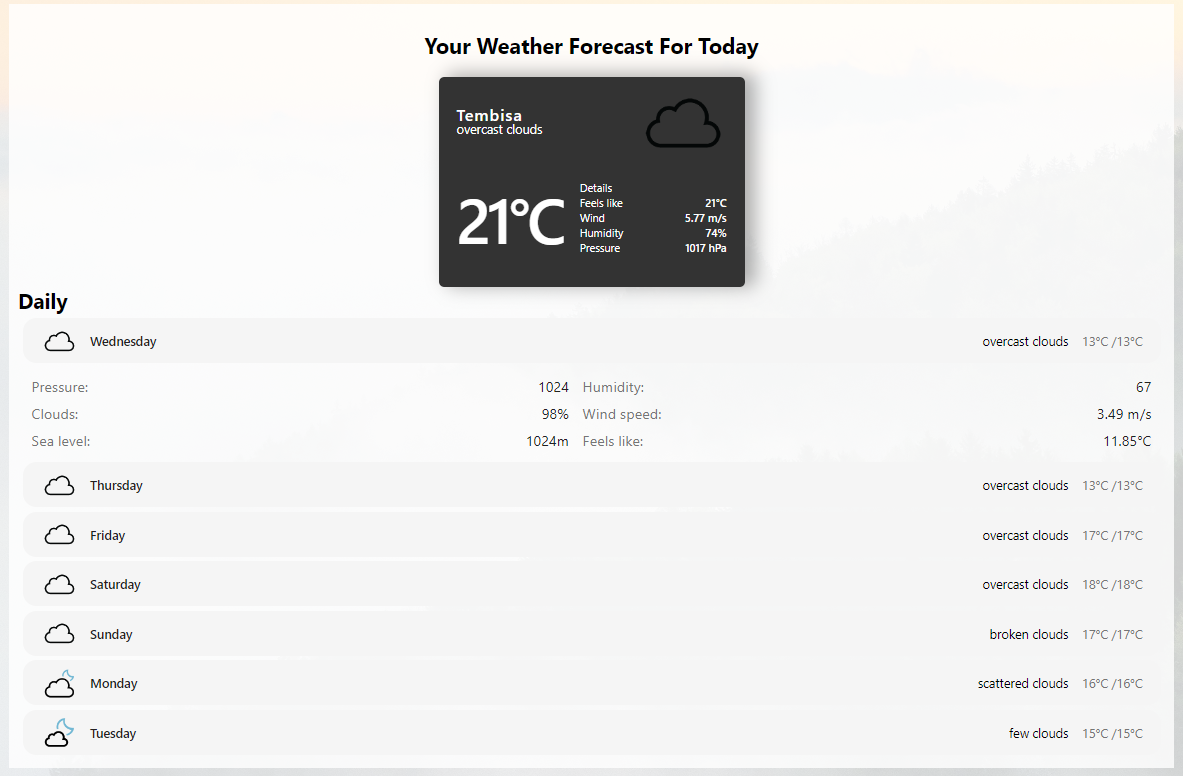 Your Weather Forecast For Today
Tembisa
overcast clouds
21°C
Details
Feels like 21°C
Wind 5.77 m/s
Humidity 74%
Pressure 1017 hPa
Daily
Wednesday overcast clouds 13°C /13°C
Pressure: 1024 Humidity: 67
Clouds: 98% Wind speed: 3.49 m/s
Sea level: 1024m Feels like: 11.85°C
Thursday overcast clouds 13°C /13°C
Friday overcast clouds 17°C /17°C
Saturday overcast clouds 18°C /18°C
Sunday broken clouds 17°C /17°C
Monday scattered clouds 16°C /16°C
Tuesday few clouds 15°C /15°C